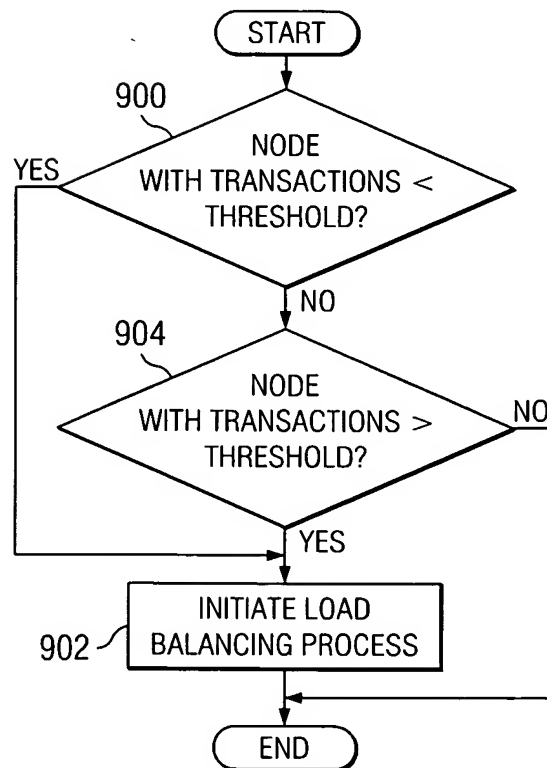 START
900
NODE
WITH TRANSACTIONS <
THRESHOLD?
YES
NO
904
NODE
WITH TRANSACTIONS >
THRESHOLD?
NO
YES
INITIATE LOAD
BALANCING PROCESS
902
END